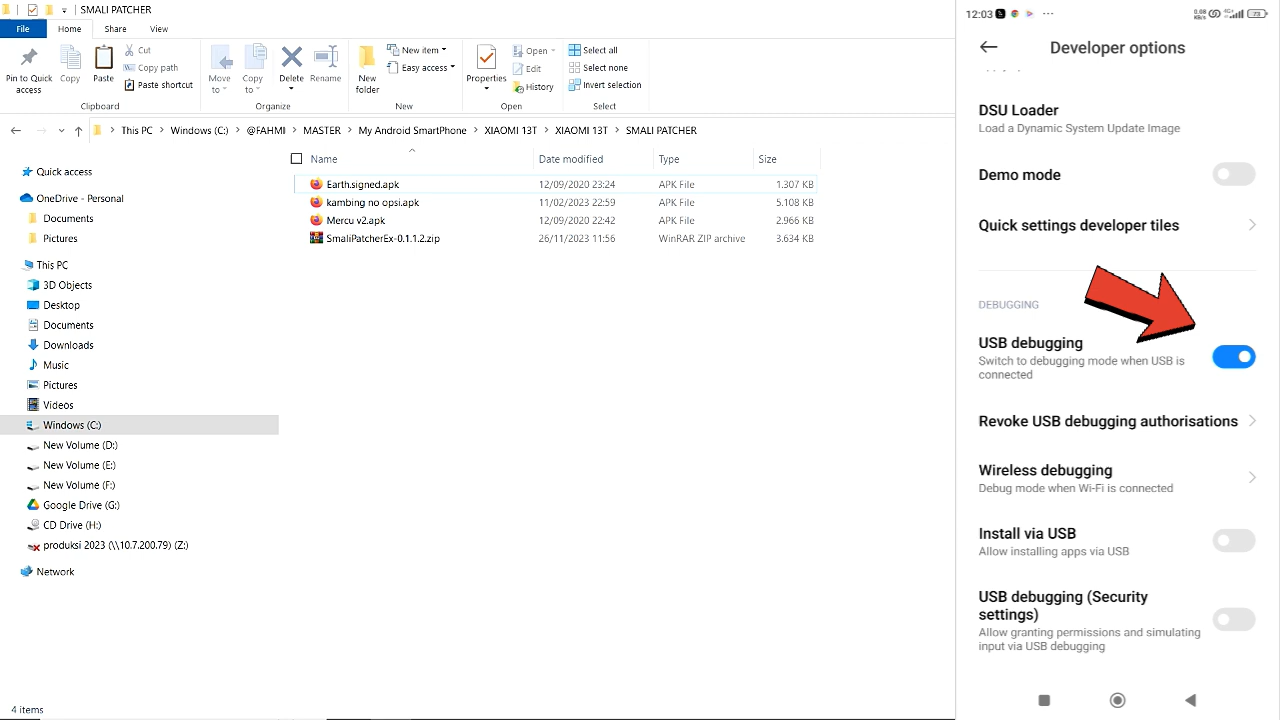 SMALI PATCHER
File
Home
Share
View
Pin to Quick access
Copy
Paste
Cut
Copy path
Paste shortcut
Clipboard
Move to
Copy to
Delete
Rename
Organize
New folder
New item
Easy access
New
Properties
Open
Edit
History
Open
Select all
Select none
Invert selection
Select
This PC
Windows (C:)
@FAHMI
MASTER
My Android SmartPhone
XIAOMI 13T
XIAOMI 13T
SMALI PATCHER
Quick access
OneDrive - Personal
Documents
Pictures
This PC
3D Objects
Desktop
Documents
Downloads
Music
Pictures
Videos
Windows (C:)
New Volume (D:)
New Volume (E:)
New Volume (F:)
Google Drive (G:)
CD Drive (H:)
produksi 2023 (\\10.7.200.79) (Z:)
Network
Name Date modified Type Size
Earth.signed.apk 12/09/2020 23:24 APK File 1.307 KB
kambing no opsi.apk 11/02/2023 22:59 APK File 5.108 KB
Mercu v2.apk 12/09/2020 22:42 APK File 2.966 KB
SmaliPatcherEx-0.1.1.2.zip 26/11/2023 11:56 WinRAR ZIP archive 3.634 KB
4 items
12:03
0.08 KB/s
73
Developer options
DSU Loader
Load a Dynamic System Update Image
Demo mode
Quick settings developer tiles
DEBUGGING
USB debugging
Switch to debugging mode when USB is
connected
Revoke USB debugging authorisations
Wireless debugging
Debug mode when Wi-Fi is connected
Install via USB
Allow installing apps via USB
USB debugging (Security
settings)
Allow granting permissions and simulating
input via USB debugging